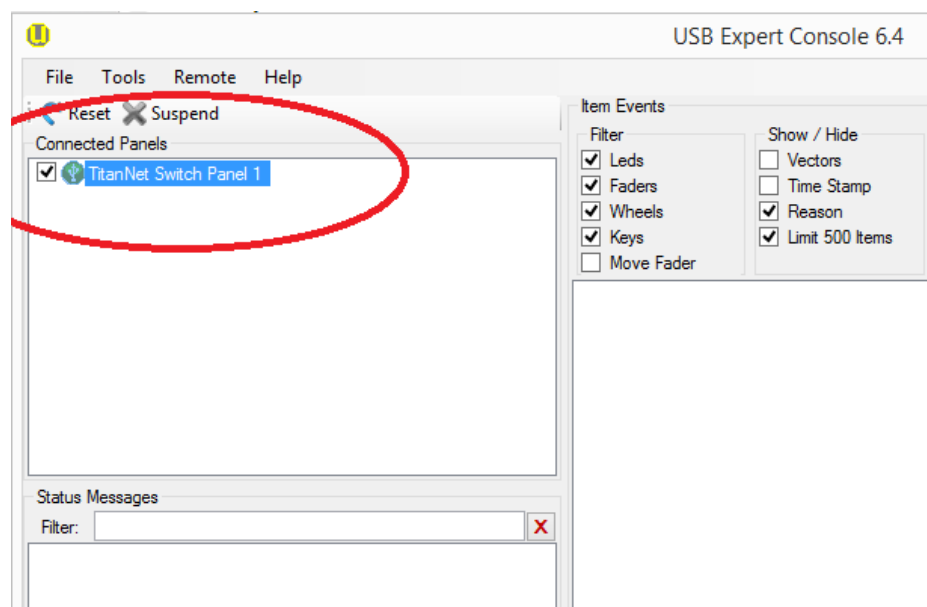 USB Expert Console 6.4
File Tools Remote Help
Reset Suspend
Connected Panels
TitanNet Switch Panel 1
Item Events
Filter
Leds
Faders
Wheels
Keys
Move Fader
Show / Hide
Vectors
Time Stamp
Reason
Limit 500 Items
Status Messages
Filter:
X